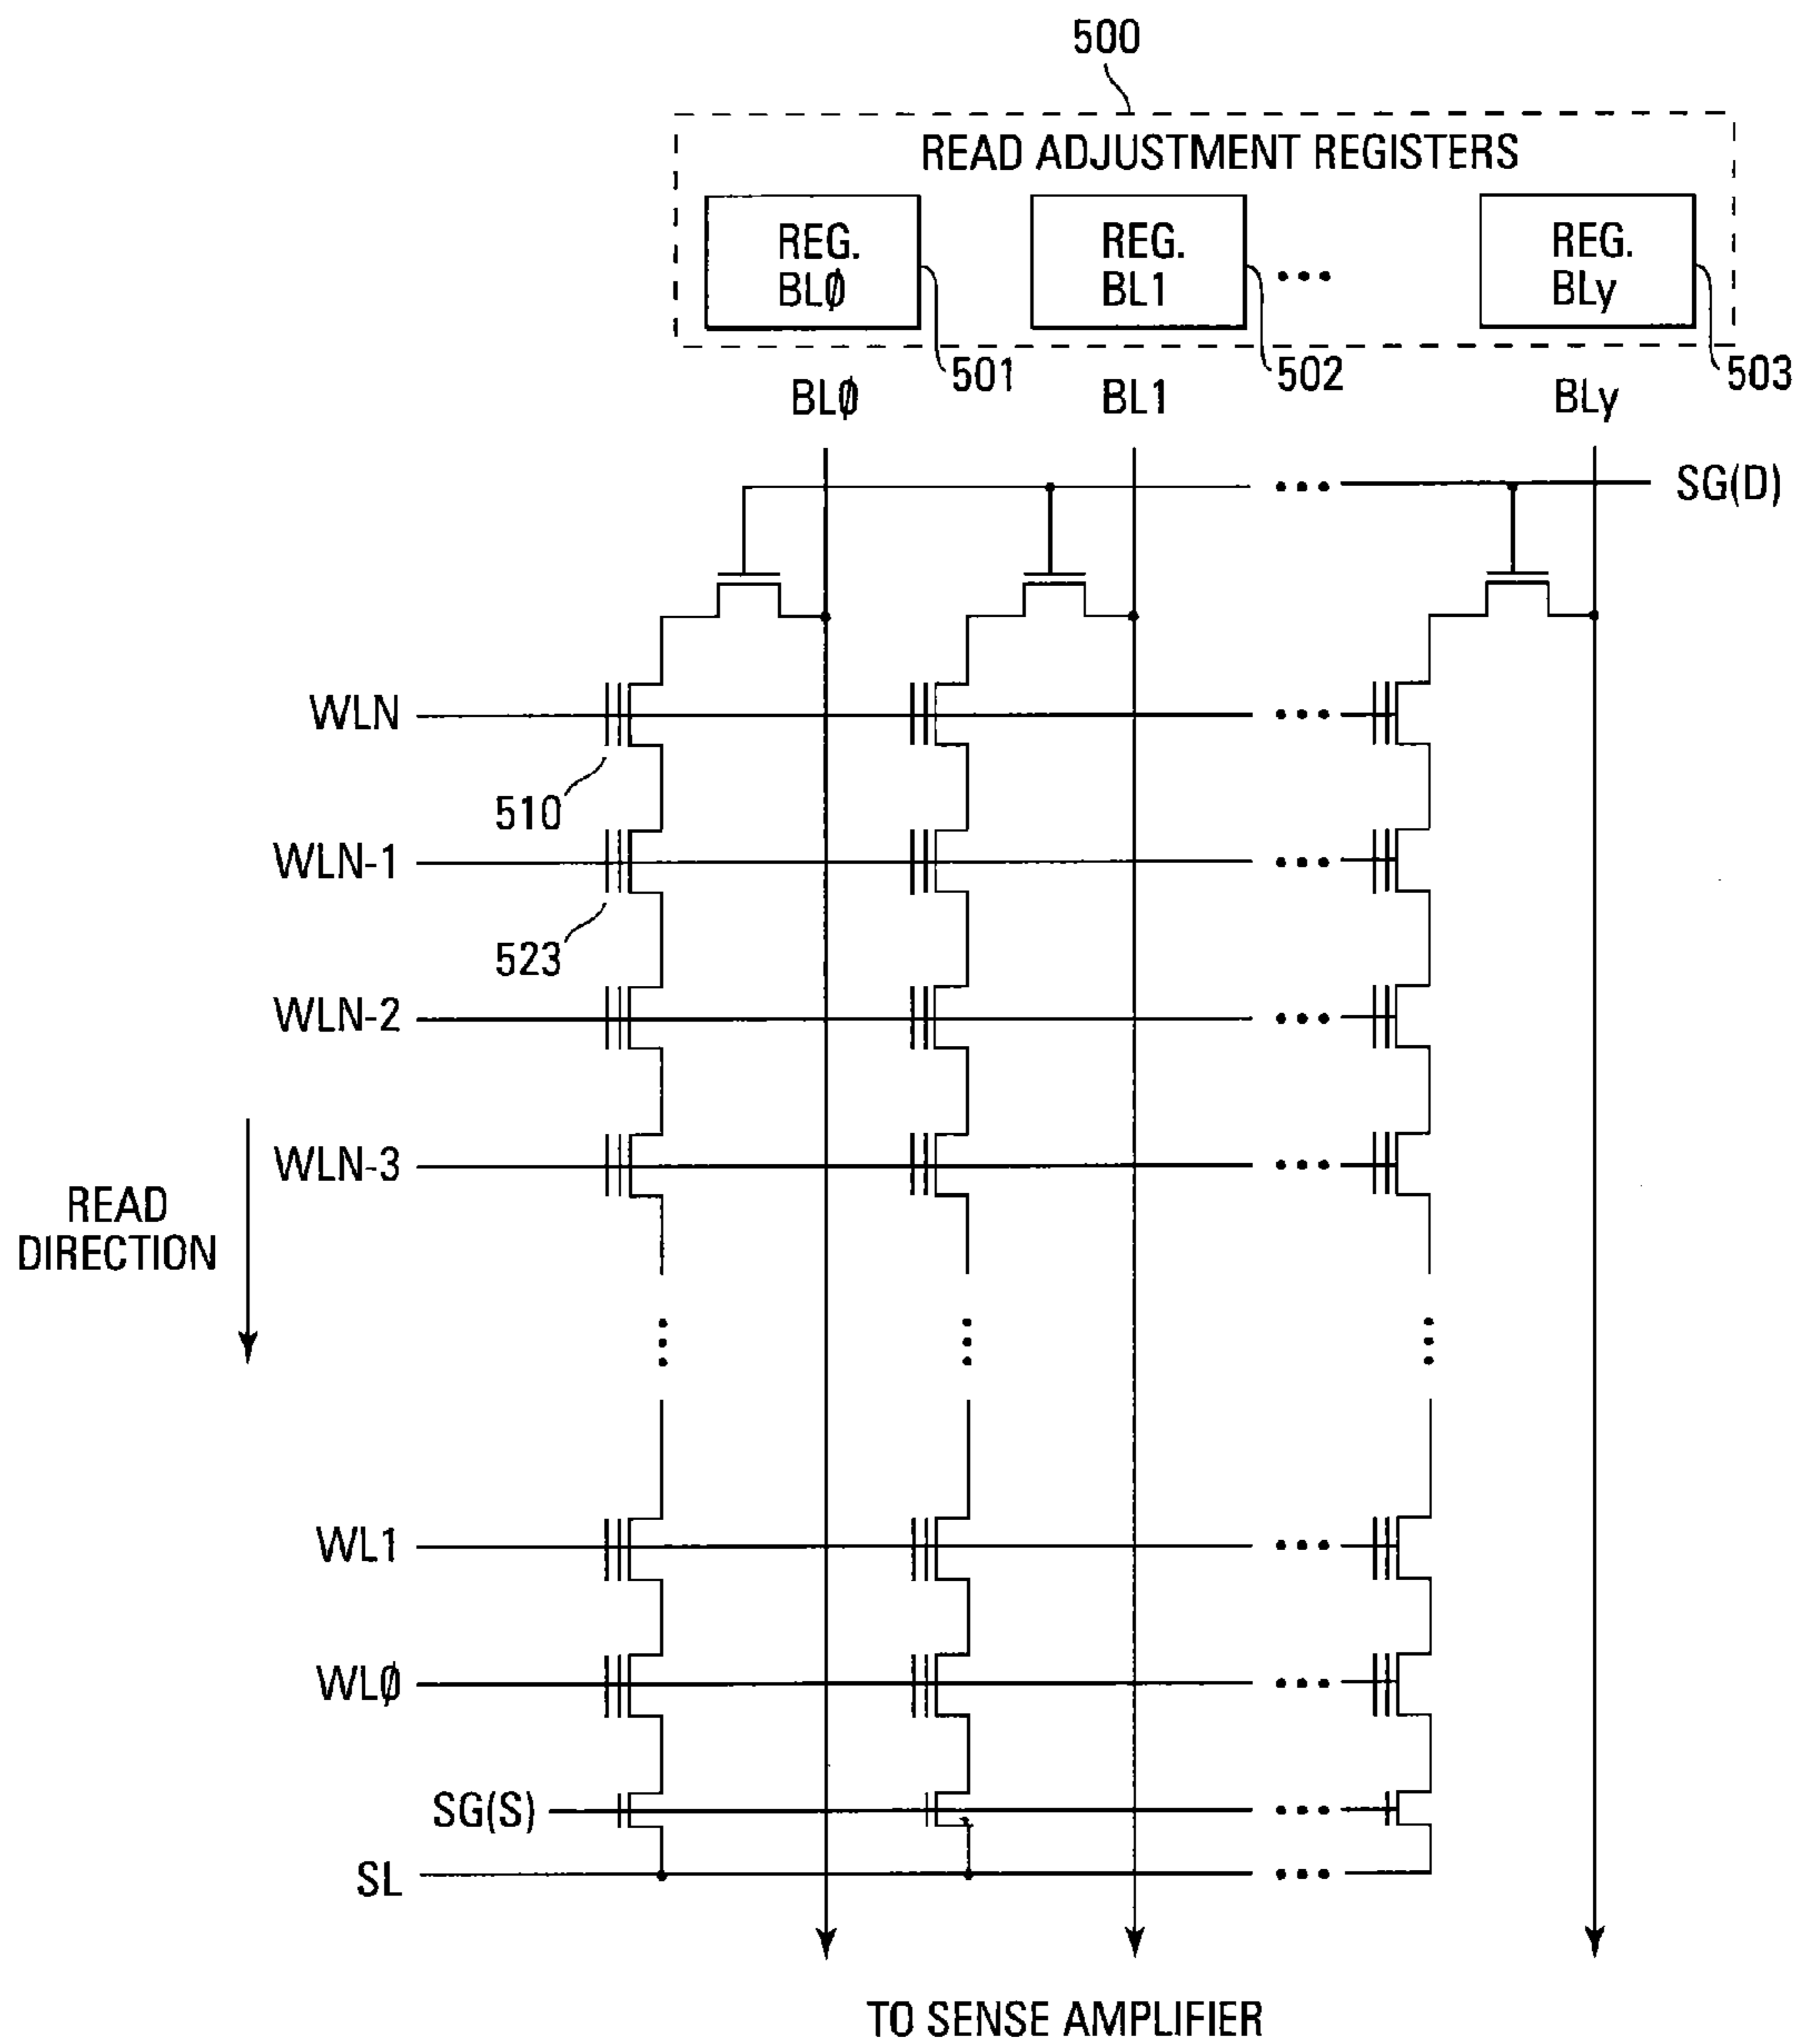 500
READ ADJUSTMENT REGISTERS
REG.
BLØ
REG.
BL1
REG.
BLy
501
502
503
BLØ
BL1
BLy
SG(D)
WLN
510
WLN-1
523
WLN-2
WLN-3
READ
DIRECTION
WL1
WLØ
SG(S)
SL
TO SENSE AMPLIFIER